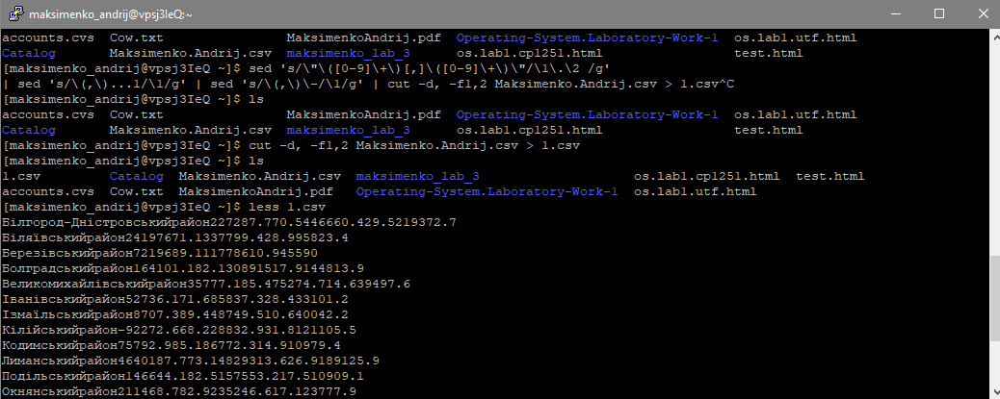 maksimenko_andrij@vpsj3IeQ:~
accounts.cvs Cow.txt MaksimenkoAndrij.pdf Operating-System.Laboratory-Work-1 os.lab1.utf.html
Catalog Maksimenko.Andrij.csv maksimenko_lab_3 os.lab1.cp1251.html test.html
[maksimenko_andrij@vpsj3IeQ ~]$ sed 's/\"\([0-9]\+\)[,]\([0-9]\+\)\"/\1\.\2 /g'
| sed 's/\(,\)...1/\1/g' | sed 's/\(,\)\-/\1/g' | cut -d, -f1,2 Maksimenko.Andrij.csv > 1.csv^C
[maksimenko_andrij@vpsj3IeQ ~]$ ls
accounts.cvs Cow.txt MaksimenkoAndrij.pdf Operating-System.Laboratory-Work-1 os.lab1.utf.html
Catalog Maksimenko.Andrij.csv maksimenko_lab_3 os.lab1.cp1251.html test.html
[maksimenko_andrij@vpsj3IeQ ~]$ cut -d, -f1,2 Maksimenko.Andrij.csv > 1.csv
[maksimenko_andrij@vpsj3IeQ ~]$ ls
1.csv Catalog Maksimenko.Andrij.csv maksimenko_lab_3 os.lab1.cp1251.html test.html
accounts.cvs Cow.txt MaksimenkoAndrij.pdf Operating-System.Laboratory-Work-1 os.lab1.utf.html
[maksimenko_andrij@vpsj3IeQ ~]$ less 1.csv
Білгород-Дністровськийрайон227287.770.5446660.429.5219372.7
Біляївськийрайон24197671.1337799.428.995823.4
Березівськийрайон7219689.111778610.945590
Болградськийрайон164101.182.130891517.9144813.9
Великомихайлівськийрайон35777.185.475274.714.639497.6
Іванівськийрайон52736.171.685837.328.433101.2
Ізмаїльськийрайон8707.389.448749.510.640042.2
Кілійськийрайон-92272.668.228832.931.8121105.5
Кодимськийрайон75792.985.186772.314.910979.4
Лиманськийрайон4640187.773.14829313.626.9189125.9
Подільськийрайон146644.182.5157553.217.510909.1
Окнянськийрайон211468.782.9235246.617.123777.9